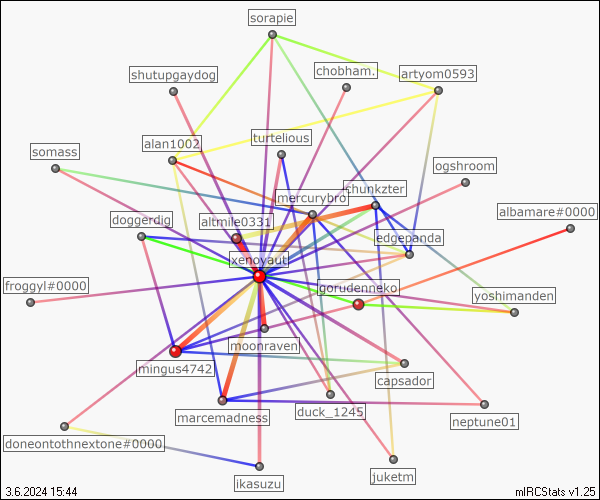 sorapie
shutupgaydog
chobham.
artyom0593
alan1002
turtelious
somass
ogshroom
mercurybro
chunkzter
albamare#0000
doggerdig
altmile0331
edgepanda
xenoyaut
froggyl#0000
gorudenneko
yoshimanden
moonraven
mingus4742
capsador
marcemadness
duck_1245
neptune01
doneontothnextone#0000
ikasuzu
juketm
3.6.2024 15:44
mIRCStats v1.25